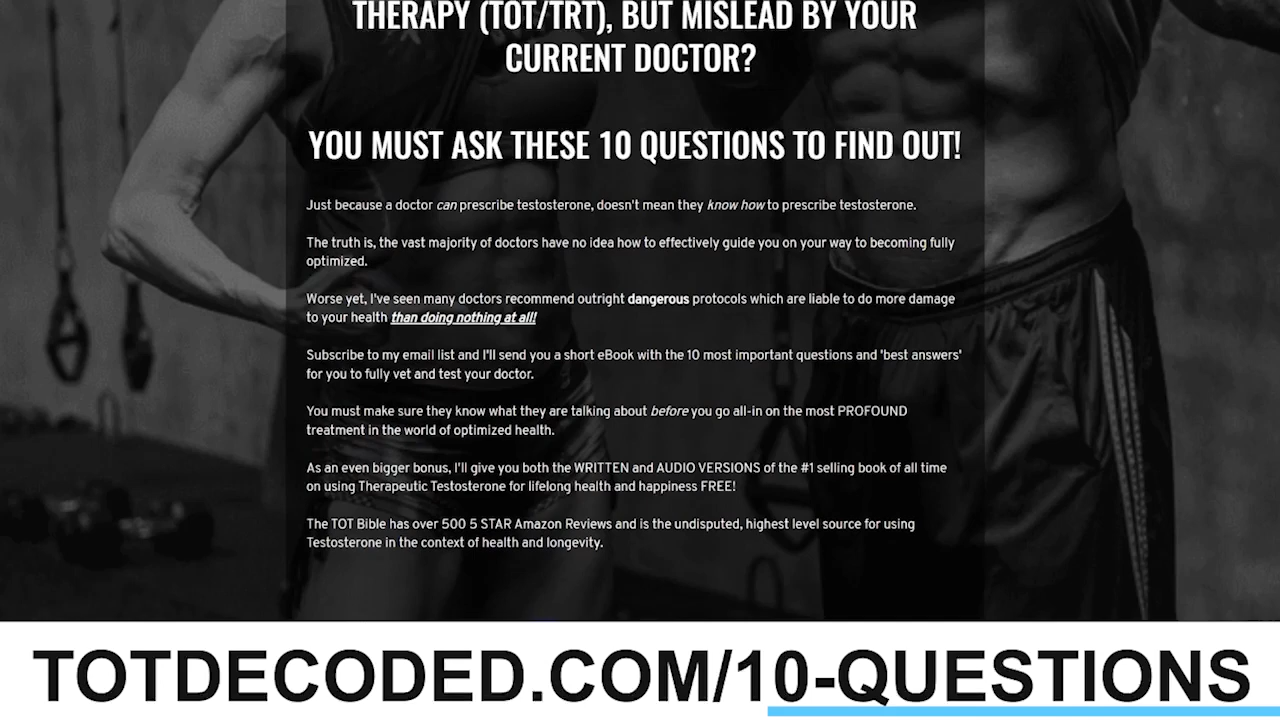 THERAPY (TOT/TRT), BUT MISLEAD BY YOUR
CURRENT DOCTOR?
YOU MUST ASK THESE 10 QUESTIONS TO FIND OUT!
Just because a doctor can prescribe testosterone, doesn't mean they know how to prescribe testosterone.
The truth is, the vast majority of doctors have no idea how to effectively guide you on your way to becoming fully
optimized.
Worse yet, I've seen many doctors recommend outright dangerous protocols which are liable to do more damage
to your health than doing nothing at all!
Subscribe to my email list and I'll send you a short eBook with the 10 most important questions and 'best answers'
for you to fully vet and test your doctor.
You must make sure they know what they are talking about before you go all-in on the most PROFOUND
treatment in the world of optimized health.
As an even bigger bonus, I'll give you both the WRITTEN and AUDIO VERSIONS of the #1 selling book of all time
on using Therapeutic Testosterone for lifelong health and happiness FREE!
The TOT Bible has over 500 5 STAR Amazon Reviews and is the undisputed, highest level source for using
Testosterone in the context of health and longevity.
TOTDECODED.COM/10-QUESTIONS